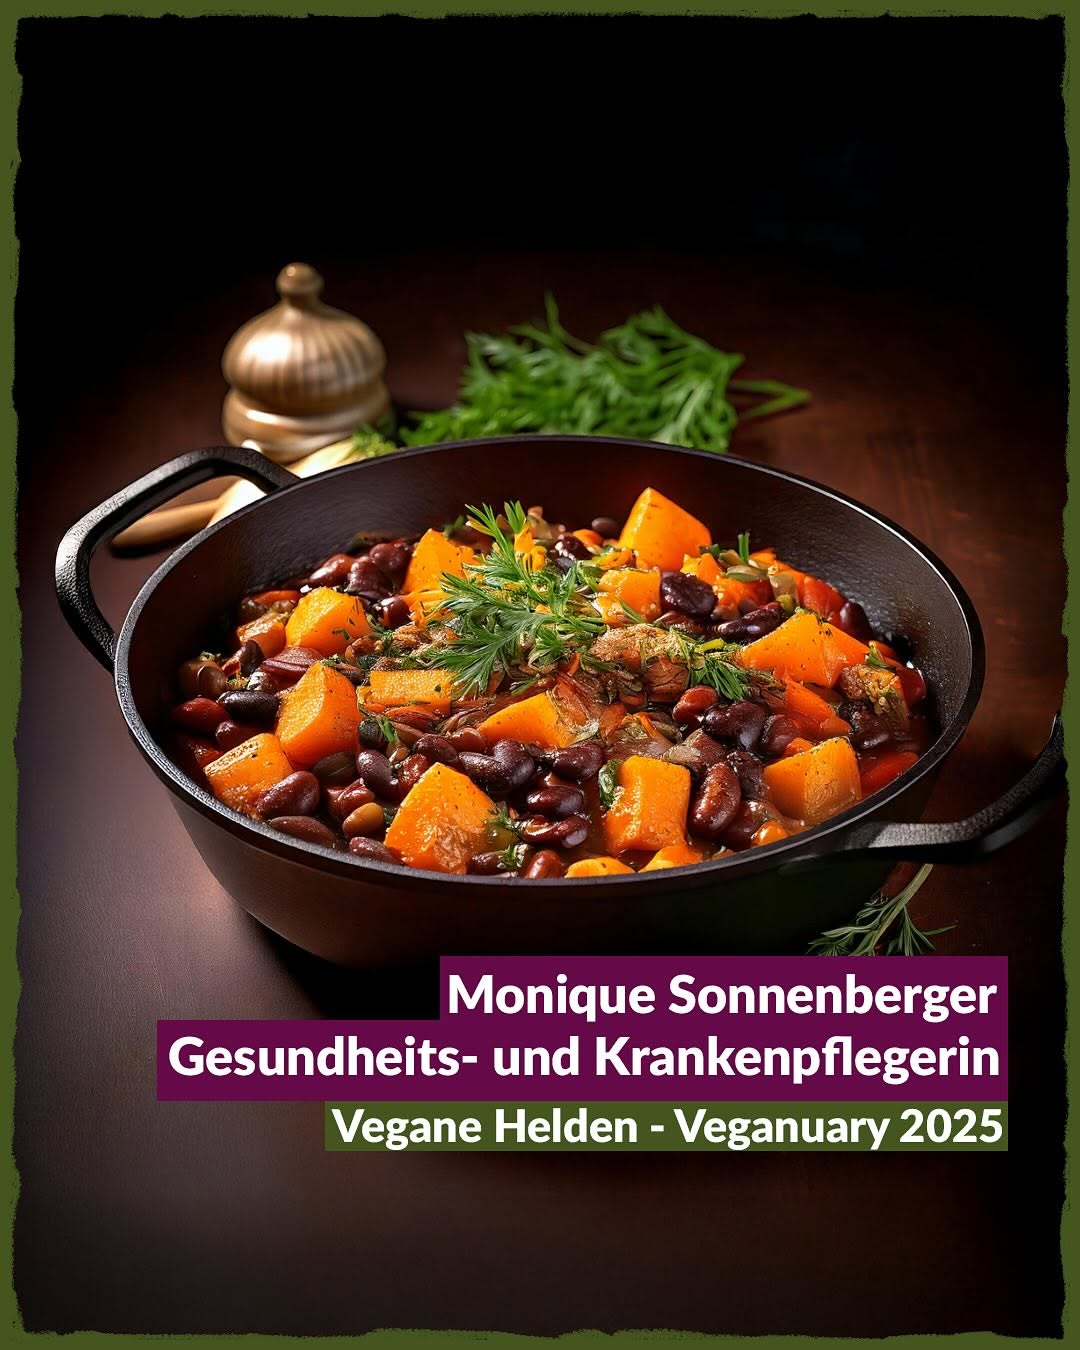 Monique Sonnenberger
Gesundheits- und Krankenpflegerin
Vegane Helden - Veganuary 2025